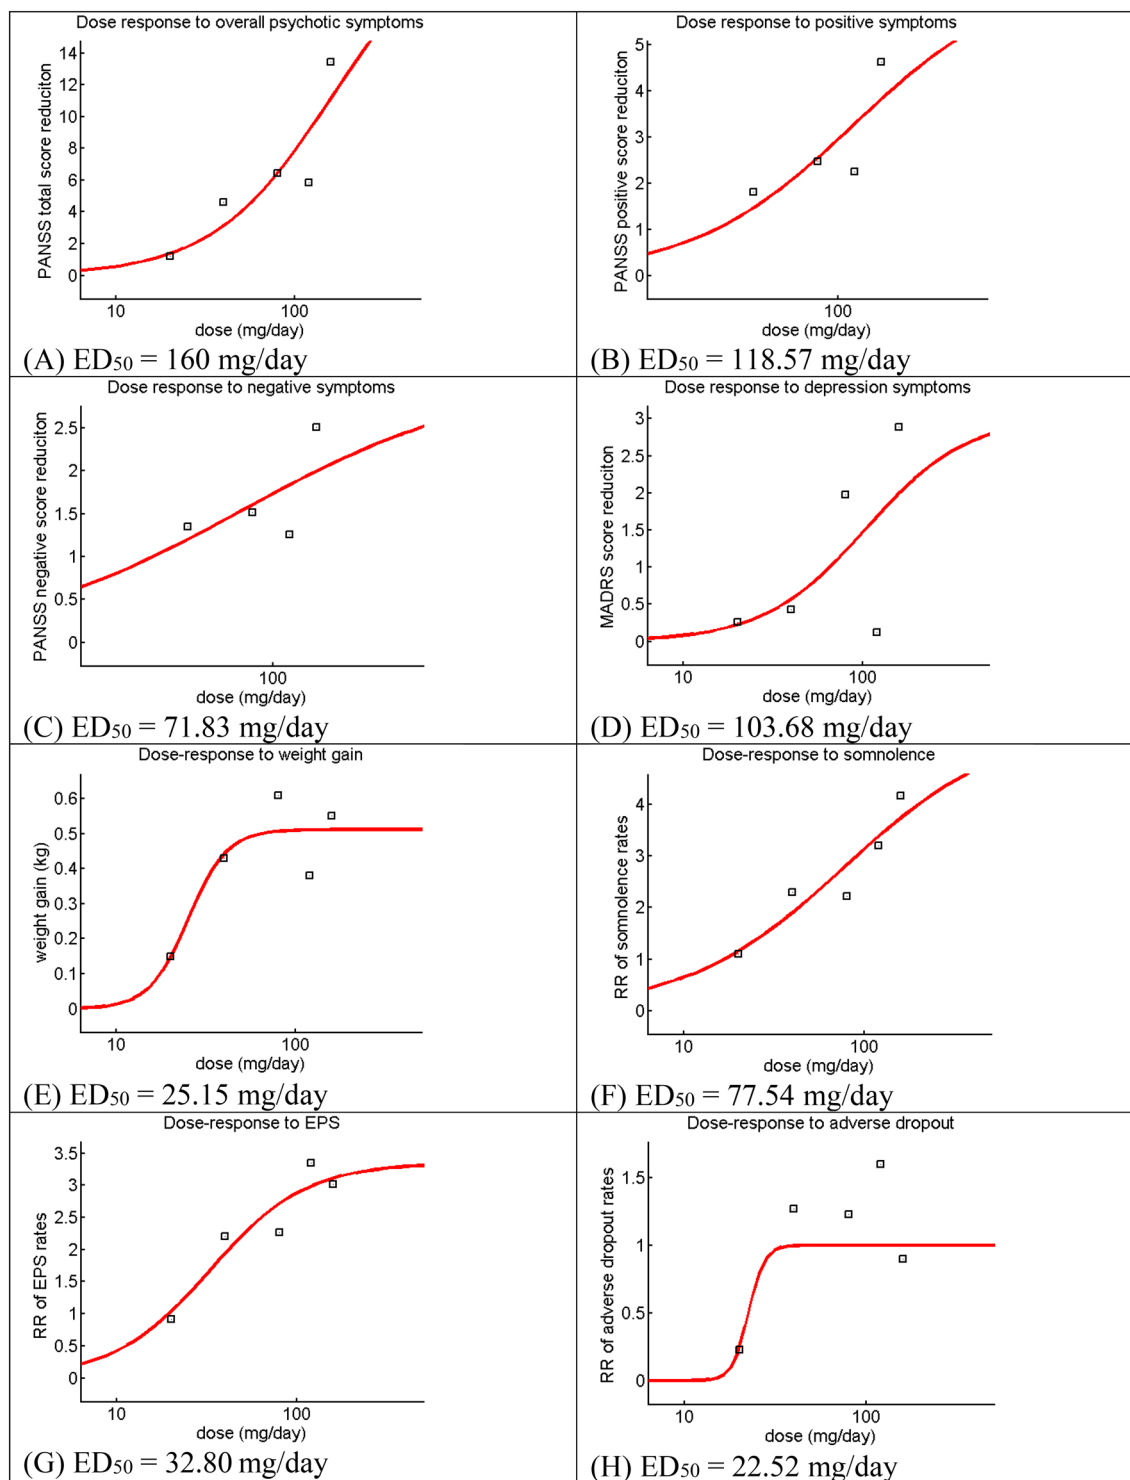 Dose response to overall psychotic symptoms
14
12
10
8
6
4
2
0
PANSS total score reduciton
10
100
dose (mg/day)
(A) ED50 = 160 mg/day
Dose response to positive symptoms
5
4
3
2
1
0
PANSS positive score reduciton
100
dose (mg/day)
(B) ED50 = 118.57 mg/day
Dose response to negative symptoms
2.5
2
1.5
1
0.5
0
PANSS negative score reduciton
100
dose (mg/day)
(C) ED50 = 71.83 mg/day
Dose response to depression symptoms
3
2.5
2
1.5
1
0.5
0
MADRS score reduciton
10
100
dose (mg/day)
(D) ED50 = 103.68 mg/day
Dose-response to weight gain
0.6
0.5
0.4
0.3
0.2
0.1
0
weight gain (kg)
10
100
dose (mg/day)
(E) ED50 = 25.15 mg/day
Dose-response to somnolence
4
3
2
1
0
RR of somnolence rates
10
100
dose (mg/day)
(F) ED50 = 77.54 mg/day
Dose-response to EPS
3.5
3
2.5
2
1.5
1
0.5
0
RR of EPS rates
10
100
dose (mg/day)
(G) ED50 = 32.80 mg/day
Dose-response to adverse dropout
1.5
1
0.5
0
RR of adverse dropout rates
10
100
dose (mg/day)
(H) ED50 = 22.52 mg/day